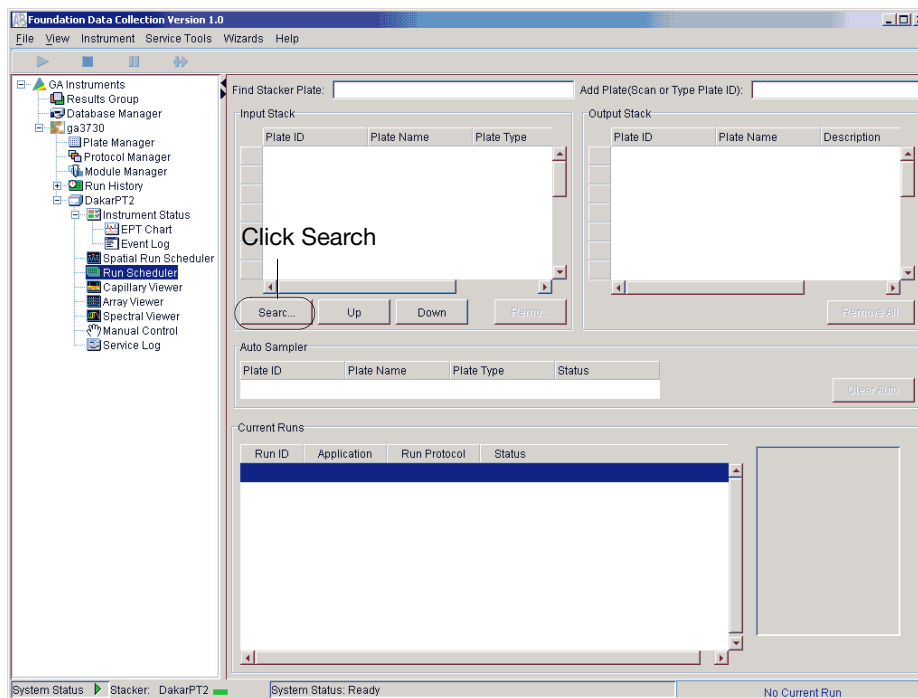 Foundation Data Collection Version 1.0
File View Instrument Service Tools Wizards Help
GA Instruments
Results Group
Database Manager
ga3730
Plate Manager
Protocol Manager
Module Manager
Run History
DakarPT2
Instrument Status
EPT Chart
Event Log
Spatial Run Scheduler
Run Scheduler
Capillary Viewer
Array Viewer
Spectral Viewer
Manual Control
Service Log
Find Stacker Plate: Add Plate(Scan or Type Plate ID):
Input Stack
Plate ID Plate Name Plate Type
Click Search
Searc... Up Down Remo...
Output Stack
Plate ID Plate Name Description
Remove All
Auto Sampler
Plate ID Plate Name Plate Type Status
Clear Auto
Current Runs
Run ID Application Run Protocol Status
System Status Stacker: DakarPT2 System Status: Ready No Current Run